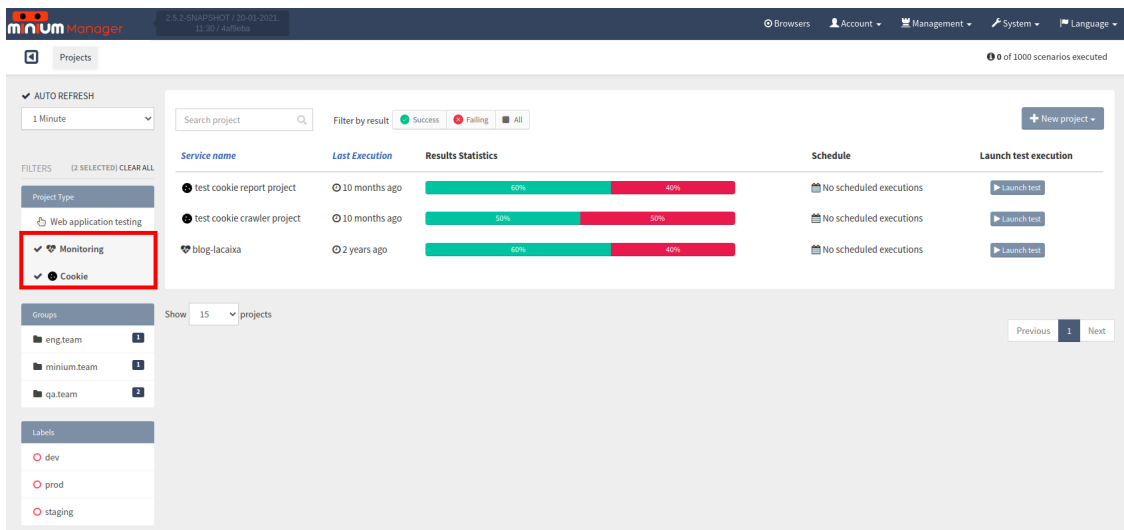 minium Manager
2.5.2-SNAPSHOT / 20-01-2021
11:30 / 4af9eba
Browsers Account Management System Language
Projects
0 of 1000 scenarios executed
AUTO REFRESH
1 Minute
Search project
Filter by result Success Failing All
New project
FILTERS (2 SELECTED) CLEAR ALL
Service name Last Execution Results Statistics Schedule Launch test execution
Project Type
Web application testing
Monitoring
Cookie
test cookie report project 10 months ago 60% 40% No scheduled executions Launch test
test cookie crawler project 10 months ago 50% 50% No scheduled executions Launch test
blog-lacaixa 2 years ago 60% 40% No scheduled executions Launch test
Groups
eng.team 1
minium.team 1
qa.team 2
Show 15 projects
Previous 1 Next
Labels
dev
prod
staging